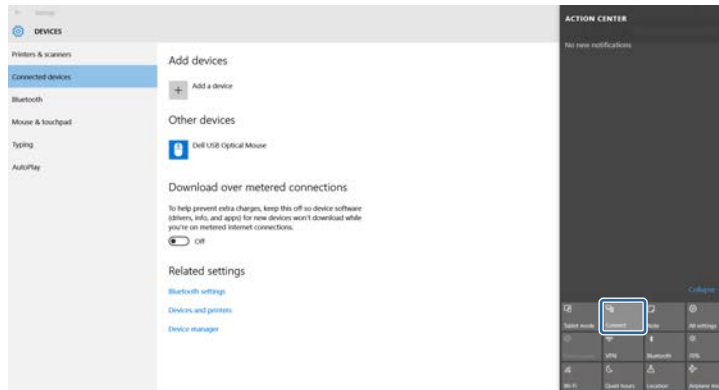 Settings
DEVICES
Printers & scanners
Connected devices
Bluetooth
Mouse & touchpad
Typing
AutoPlay
Add devices
Add a device
Other devices
Dell USB Optical Mouse
Download over metered connections
To help prevent extra charges, keep this off so device software
(drivers, info, and apps) for new devices won't download while
you're on metered Internet connections.
Off
Related settings
Bluetooth settings
Devices and printers
Device manager
ACTION CENTER
No new notifications
Collapse
Tablet mode Connect Note All settings
VPN Bluetooth 70%
Wi-Fi Quiet hours Location Airplane mo